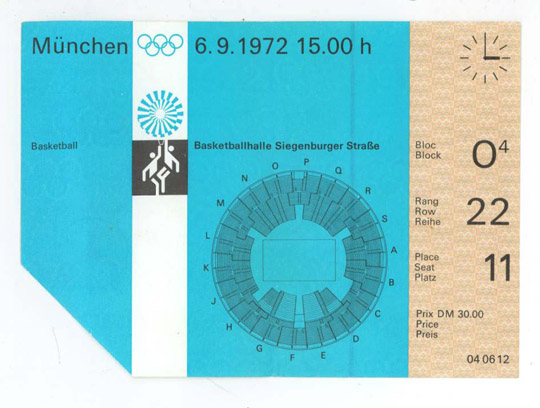 München 6.9.1972 15.00 h
Basketball
Basketballhalle Siegenburger Straße
A
B
C
D
E
F
G
H
J
K
L
M
N
O
P
Q
R
S
Bloc
Block
O4
Rang
Row
Reihe
22
Place
Seat
Platz
11
Prix DM 30.00
Price
Preis
040612